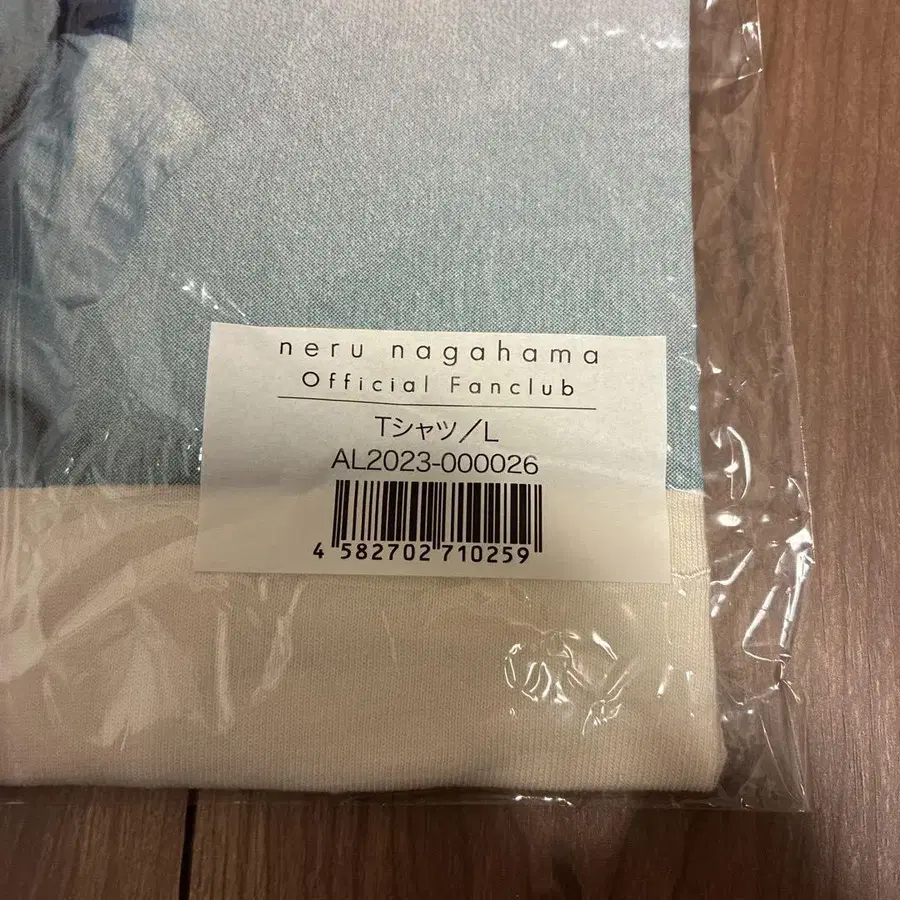 neru nagahama
Official Fanclub
Tシャツ／L
AL2023-000026
4 582702 710259